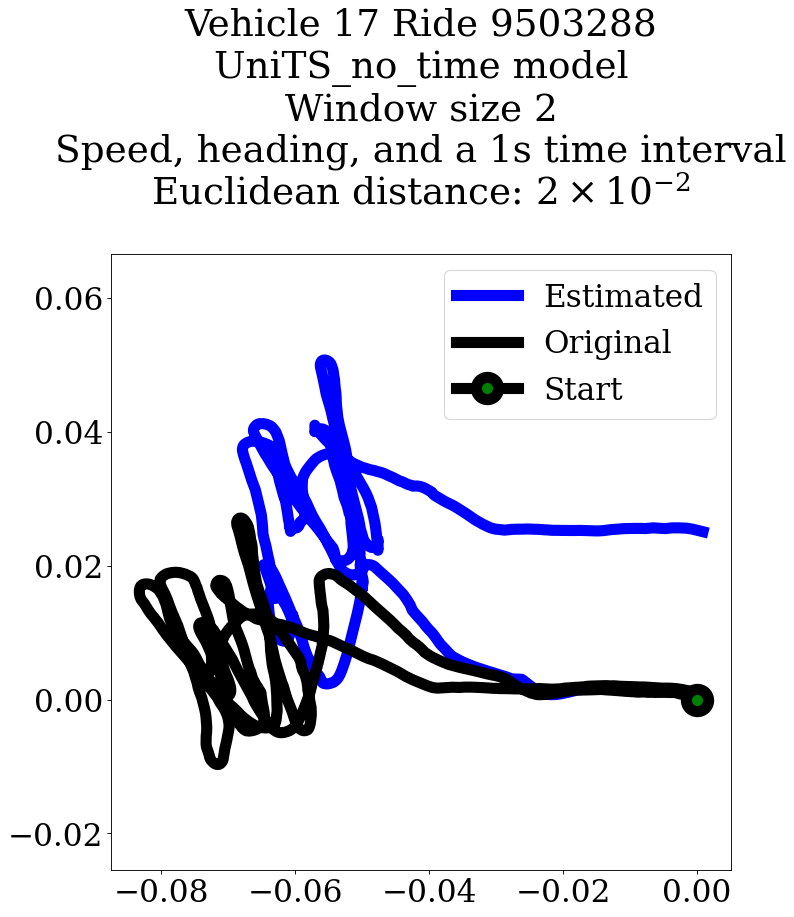 Vehicle 17 Ride 9503288
UniTS_no_time model
Window size 2
Speed, heading, and a 1s time interval
Euclidean distance: 2 × 10⁻²
Estimated
Original
Start
0.06
0.04
0.02
0.00
−0.02
−0.08 −0.06 −0.04 −0.02 0.00